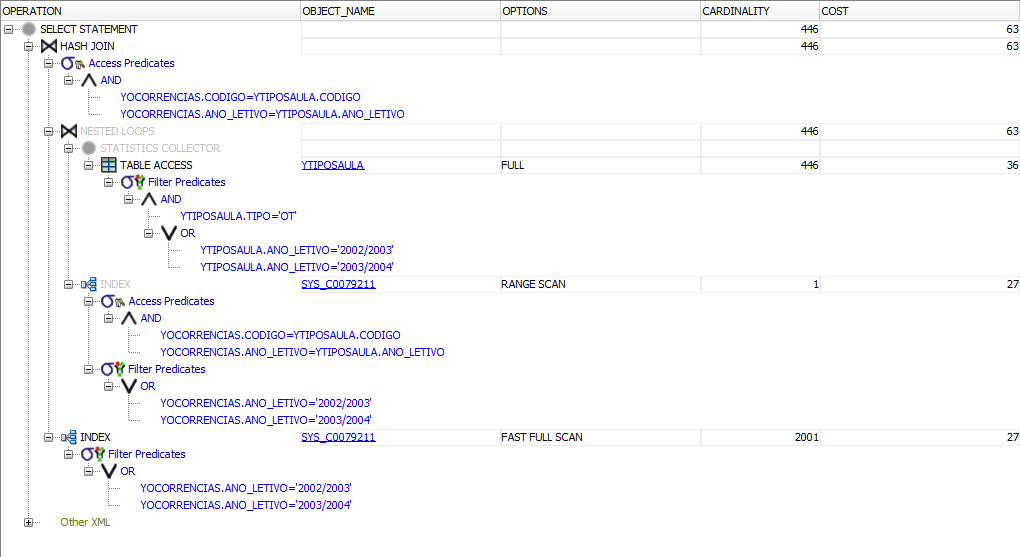 OPERATION OBJECT_NAME OPTIONS CARDINALITY COST
SELECT STATEMENT 446 63
HASH JOIN 446 63
Access Predicates
AND
YOCORRENCIAS.CODIGO=YTIPOSAULA.CODIGO
YOCORRENCIAS.ANO_LETIVO=YTIPOSAULA.ANO_LETIVO
NESTED LOOPS 446 63
STATISTICS COLLECTOR
TABLE ACCESS YTIPOSAULA FULL 446 36
Filter Predicates
AND
YTIPOSAULA.TIPO='OT'
OR
YTIPOSAULA.ANO_LETIVO='2002/2003'
YTIPOSAULA.ANO_LETIVO='2003/2004'
INDEX SYS_C0079211 RANGE SCAN 1 27
Access Predicates
AND
YOCORRENCIAS.CODIGO=YTIPOSAULA.CODIGO
YOCORRENCIAS.ANO_LETIVO=YTIPOSAULA.ANO_LETIVO
Filter Predicates
OR
YOCORRENCIAS.ANO_LETIVO='2002/2003'
YOCORRENCIAS.ANO_LETIVO='2003/2004'
INDEX SYS_C0079211 FAST FULL SCAN 2001 27
Filter Predicates
OR
YOCORRENCIAS.ANO_LETIVO='2002/2003'
YOCORRENCIAS.ANO_LETIVO='2003/2004'
Other XML